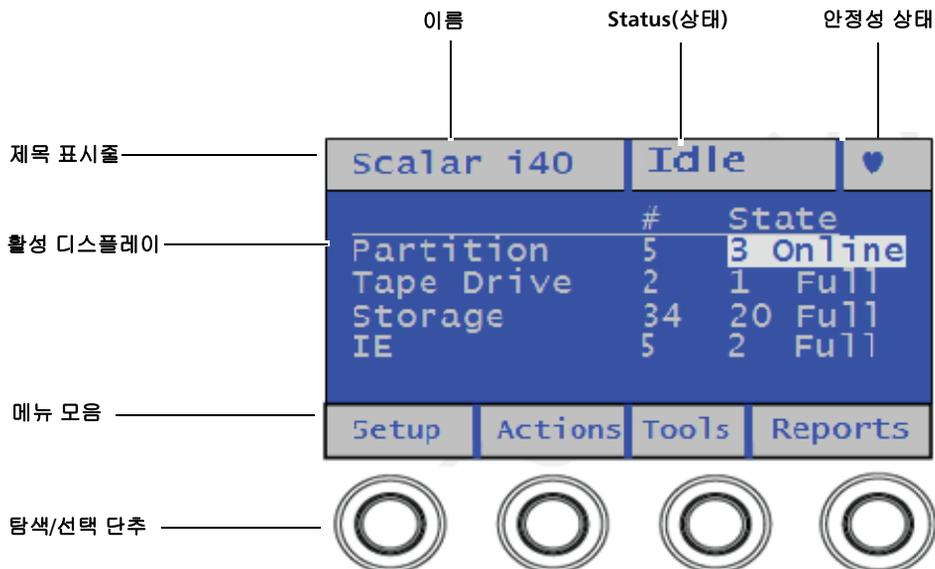 이름 Status(상태) 안정성 상태
제목 표시줄 Scalar i40 Idle
# State
활성 디스플레이 Partition 5 3 Online
Tape Drive 2 1 Full
Storage 34 20 Full
IE 5 2 Full
메뉴 모음 Setup Actions Tools Reports
탐색/선택 단추